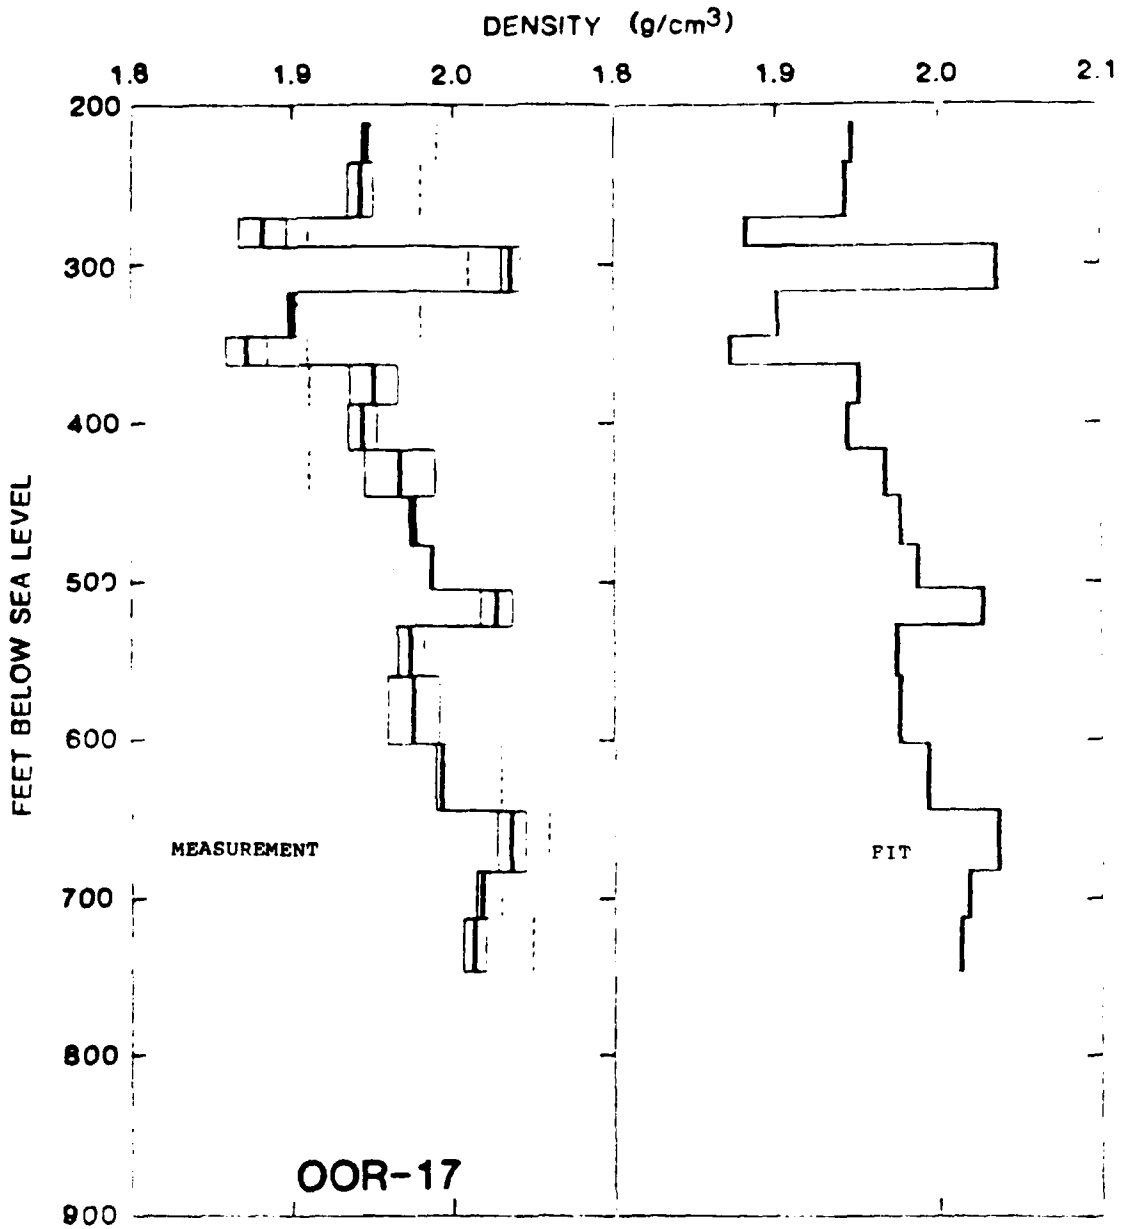 DENSITY (g/cm³)
1.8 1.9 2.0 1.8 1.9 2.0 2.1
200
300
400
500
600
700
800
900
FEET BELOW SEA LEVEL
MEASUREMENT
FIT
OOR-17